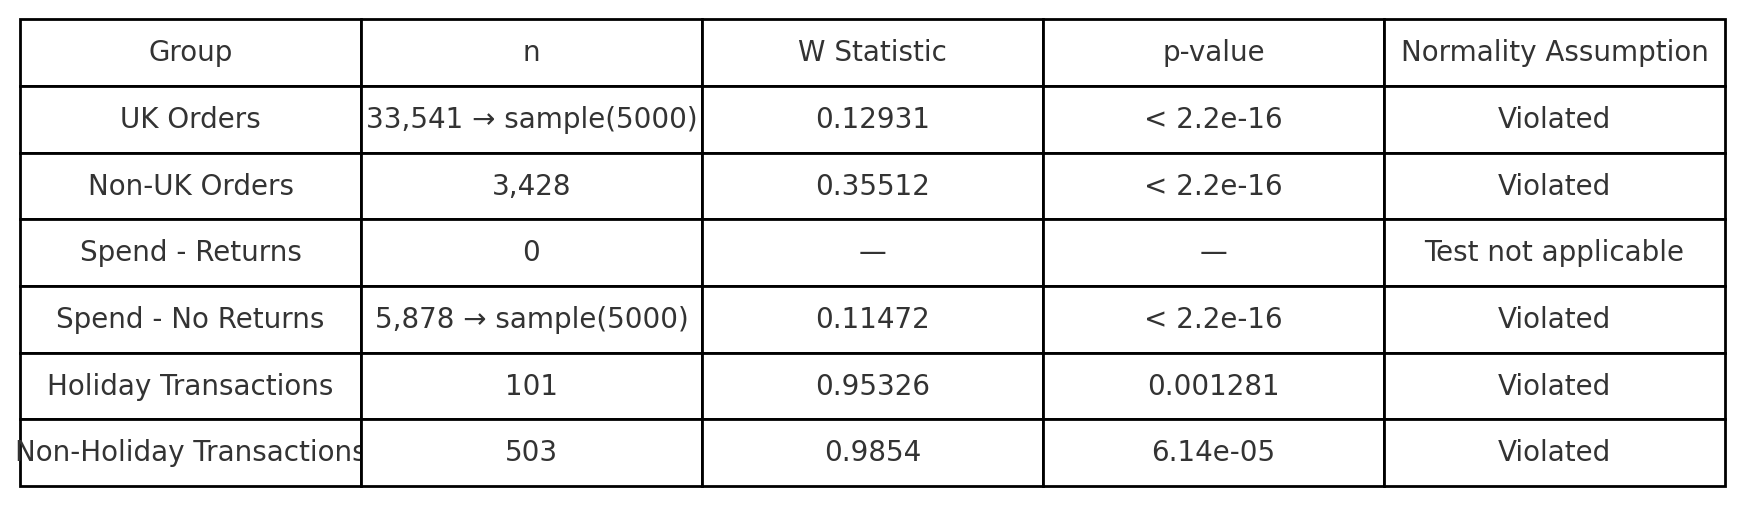 Group n W Statistic p-value Normality Assumption
UK Orders 33,541 → sample(5000) 0.12931 < 2.2e-16 Violated
Non-UK Orders 3,428 0.35512 < 2.2e-16 Violated
Spend - Returns 0 — — Test not applicable
Spend - No Returns 5,878 → sample(5000) 0.11472 < 2.2e-16 Violated
Holiday Transactions 101 0.95326 0.001281 Violated
Non-Holiday Transactions 503 0.9854 6.14e-05 Violated